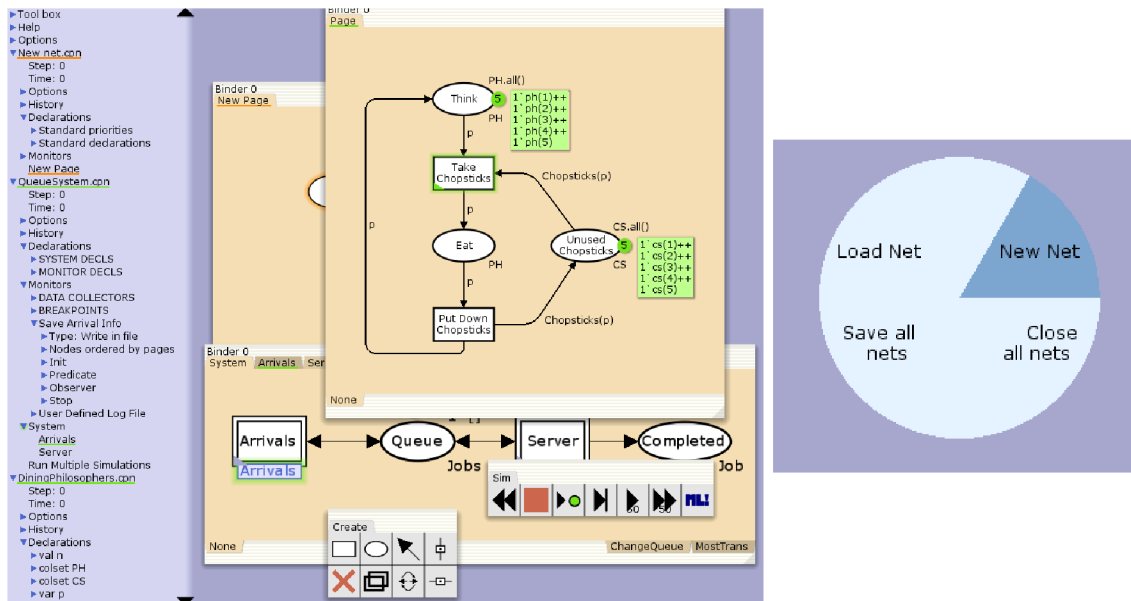 Tool box
Help
Options
New net.cpn
Step: 0
Time: 0
Options
History
Declarations
Standard priorities
Standard declarations
Monitors
New Page
QueueSystem.cpn
Step: 0
Time: 0
Options
History
Declarations
SYSTEM DECLS
MONITOR DECLS
Monitors
DATA COLLECTORS
BREAKPOINTS
Save Arrival Info
Type: Write in file
Nodes ordered by pages
Init
Predicate
Observer
Stop
User Defined Log File
System
Arrivals
Server
Run Multiple Simulations
DiningPhilosophers.cpn
Step: 0
Time: 0
Options
History
Declarations
val n
colset PH
colset CS
var p
Binder 0
New Page
Binder 0
Page
PH.all()
Think
5
1`ph(1)++
1`ph(2)++
1`ph(3)++
1`ph(4)++
1`ph(5)
PH
p
Take
Chopsticks
Chopsticks(p)
p
p
CS.all()
Eat
Unused
Chopsticks
5
1`cs(1)++
1`cs(2)++
1`cs(3)++
1`cs(4)++
1`cs(5)
PH
CS
p
Put Down
Chopsticks
Chopsticks(p)
None
Binder 0
System
Arrivals
Ser
Arrivals
Queue
Server
Completed
Arrivals
Jobs
Job
Sim
50
50
ML!
Create
None
ChangeQueue
MostTrans
Load Net
New Net
Save all
nets
Close
all nets